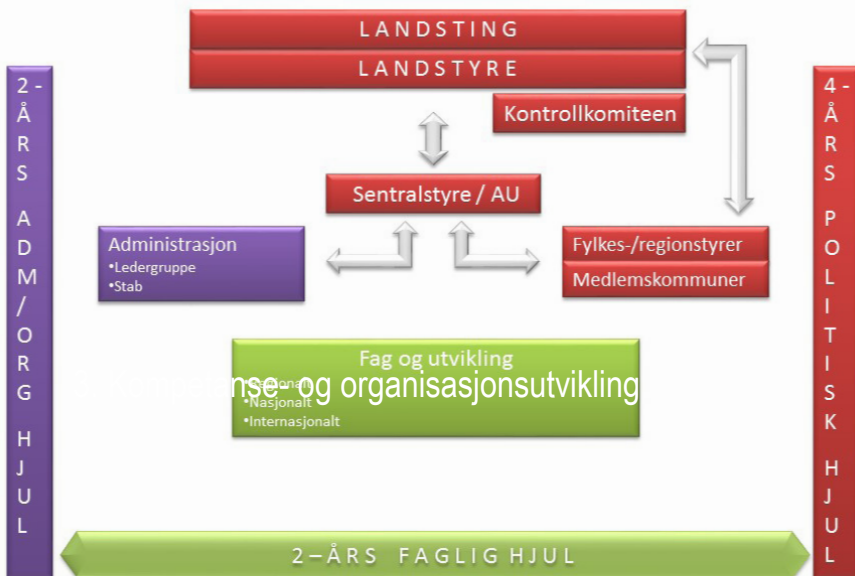 LANDSTING
LANDSTYRE
Kontrollkomiteen
Sentralstyre / AU
Administrasjon
•Ledergruppe
•Stab
Fylkes-/regionstyrer
Medlemskommuner
Fag og utvikling
og organisasjonsutvikling
•Nasjonalt
•Internasjonalt
2-ÅRS ADM/ORG HJUL
4-ÅRS POLITISK HJUL
2–ÅRS FAGLIG HJUL